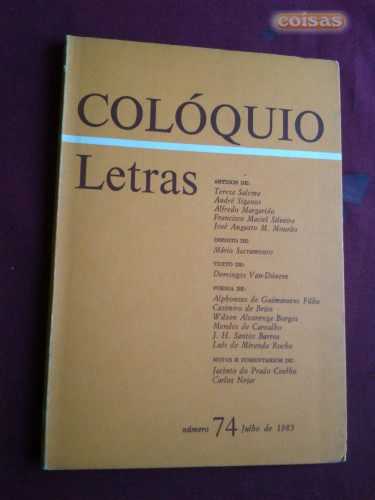 coisas
COLÓQUIO
Letras
ARTIGOS DE:
Teresa Salema
André Siganos
Alfredo Margarido
Francisco Maciel Silveira
José Augusto M. Mourão
INÉDITO DE:
Mário Sacramento
TEXTO DE:
Domingos Van-Dúnem
POESIA DE:
Alphonsus de Guimaraens Filho
Casimiro de Brito
Wilson Alvarenga Borges
Mendes de Carvalho
J. H. Santos Barros
Luís de Miranda Rocha
NOTAS E COMENTÁRIOS DE:
Jacinto do Prado Coelho
Carlos Nejar
número 74 Julho de 1983